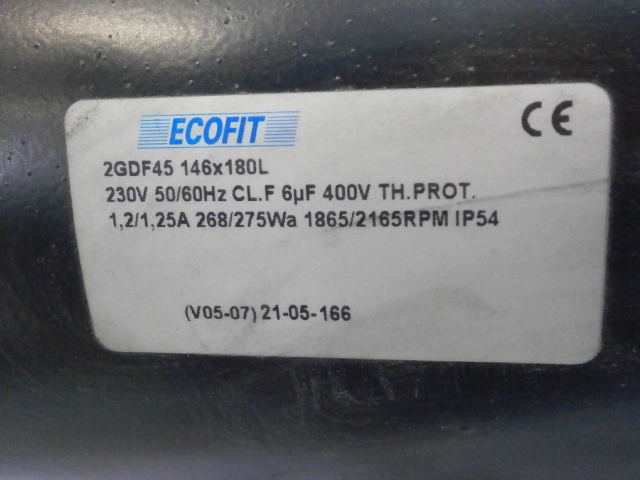 ECOFIT
CE
2GDF45 146x180L
230V 50/60Hz CL.F 6µF 400V TH.PROT.
1,2/1,25A 268/275Wa 1865/2165RPM IP54
(V05-07) 21-05-166